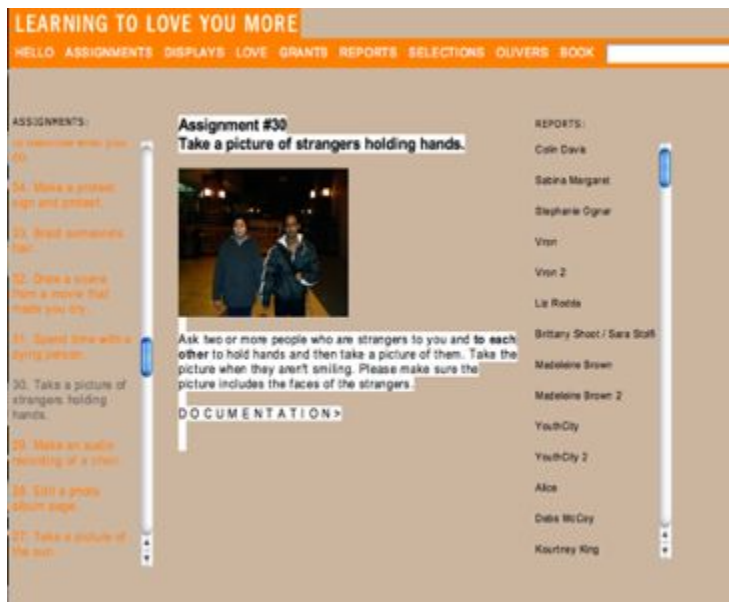 LEARNING TO LOVE YOU MORE
HELLO ASSIGNMENTS DISPLAYS LOVE GRANTS REPORTS SELECTIONS OLIVERS BOOK
ASSIGNMENTS:
do.
34. Make a protest
sign and protest.
33. Braid someone's
hair.
32. Draw a scene
from a movie that
made you cry.
31. Spend time with a
dying person.
30. Take a picture of
strangers holding
hands.
29. Make an audio
recording of a choir.
28. Edit a photo
album page.
27. Take a picture of
the sun.
Assignment #30
Take a picture of strangers holding hands.
Ask two or more people who are strangers to you and to each
other to hold hands and then take a picture of them. Take the
picture when they aren't smiling. Please make sure the
picture includes the faces of the strangers.
DOCUMENTATION>
REPORTS:
Colin Davis
Sabina Margaret
Stephanie Ognar
Vron
Vron 2
Liz Rodda
Brittany Shoot / Sara
Madeleine Brown
Madeleine Brown 2
YouthCity
YouthCity 2
Alice
Debs McCoy
Kourtney King